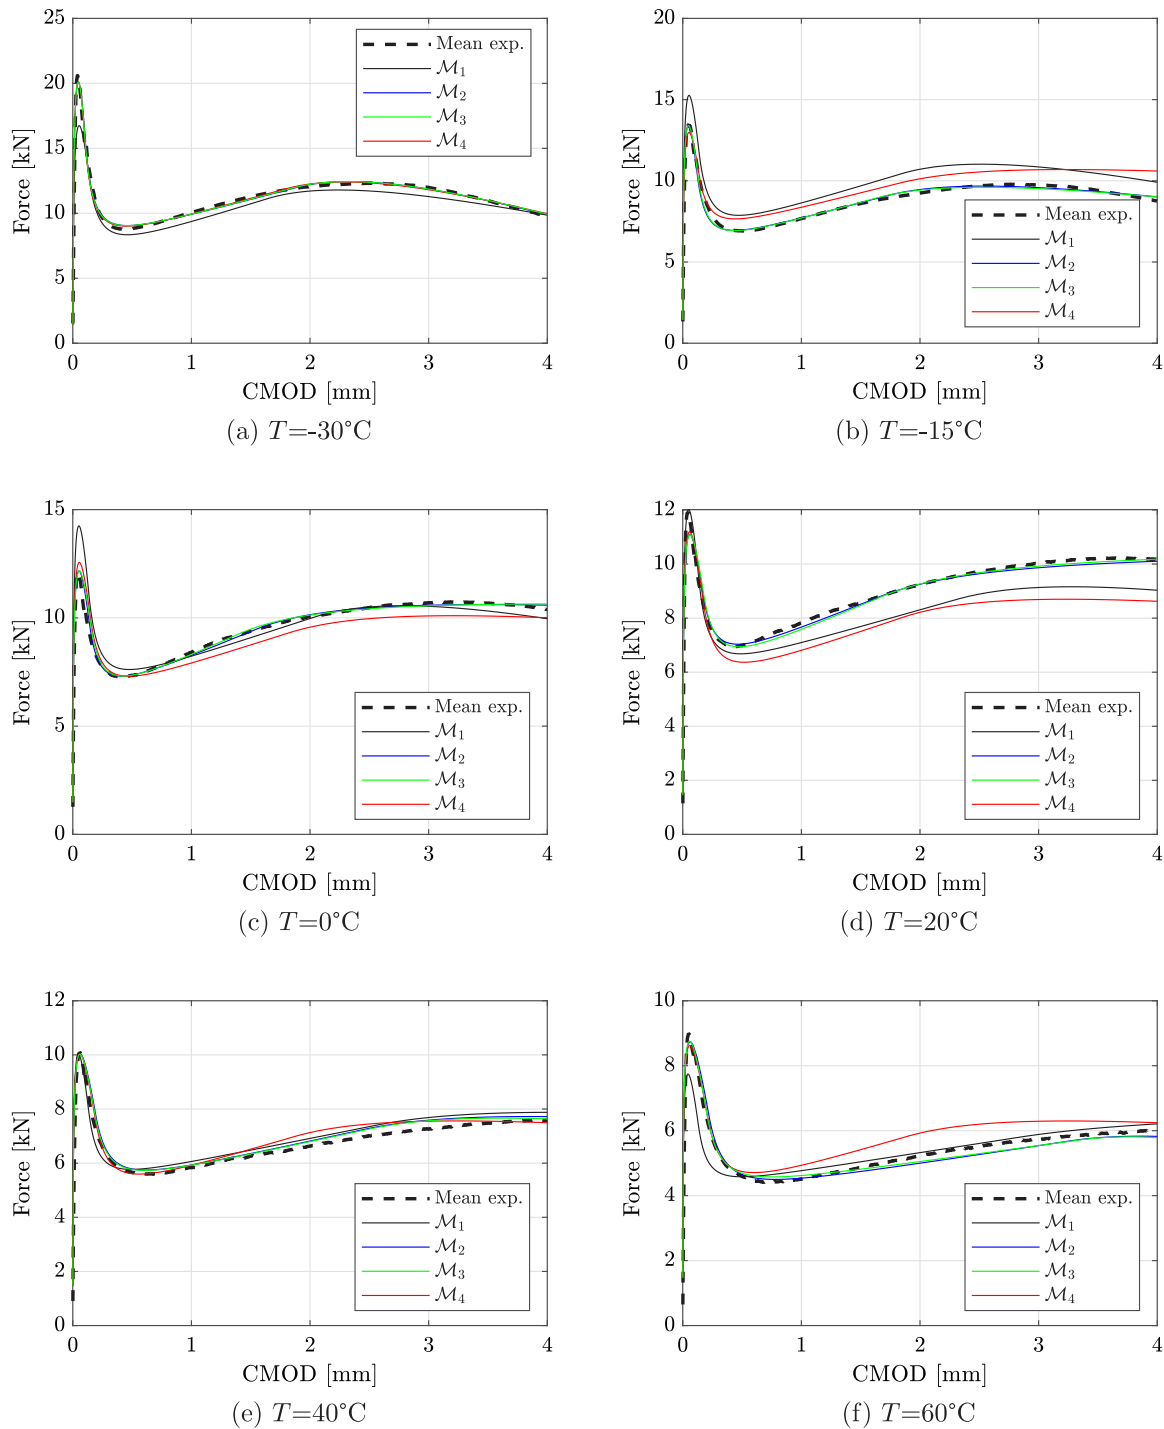 25
20
15
10
5
0
Force [kN]
Mean exp.
ℳ₁
ℳ₂
ℳ₃
ℳ₄
0 1 2 3 4
CMOD [mm]
(a) T=-30°C
20
15
10
5
0
Force [kN]
Mean exp.
ℳ₁
ℳ₂
ℳ₃
ℳ₄
0 1 2 3 4
CMOD [mm]
(b) T=-15°C
15
10
5
0
Force [kN]
Mean exp.
ℳ₁
ℳ₂
ℳ₃
ℳ₄
0 1 2 3 4
CMOD [mm]
(c) T=0°C
12
10
8
6
4
2
0
Force [kN]
Mean exp.
ℳ₁
ℳ₂
ℳ₃
ℳ₄
0 1 2 3 4
CMOD [mm]
(d) T=20°C
12
10
8
6
4
2
0
Force [kN]
Mean exp.
ℳ₁
ℳ₂
ℳ₃
ℳ₄
0 1 2 3 4
CMOD [mm]
(e) T=40°C
10
8
6
4
2
0
Force [kN]
Mean exp.
ℳ₁
ℳ₂
ℳ₃
ℳ₄
0 1 2 3 4
CMOD [mm]
(f) T=60°C